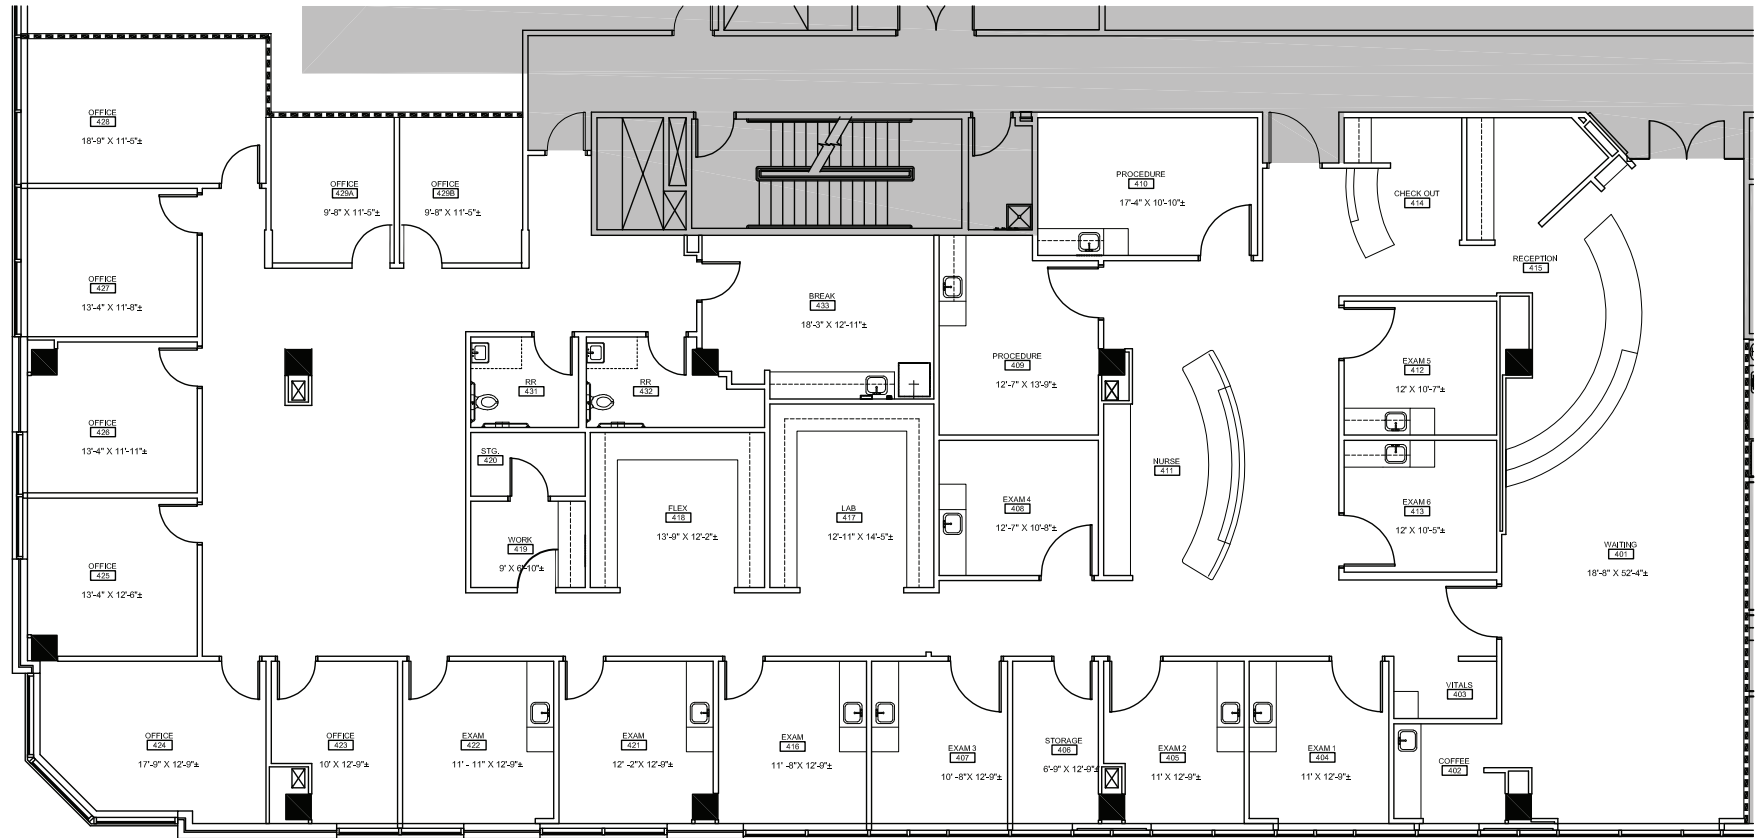 OFFICE
428
18'-9" X 11'-5"±
OFFICE
429A
9'-8" X 11'-5"±
OFFICE
429B
9'-8" X 11'-5"±
PROCEDURE
410
17'-4" X 10'-10"±
CHECK OUT
414
RECEPTION
415
OFFICE
427
13'-4" X 11'-8"±
BREAK
433
18'-3" X 12'-11"±
PROCEDURE
409
12'-7" X 13'-9"±
EXAM 5
412
12' X 10'-7"±
RR
431
RR
432
OFFICE
426
13'-4" X 11'-11"±
STG.
420
NURSE
411
FLEX
418
13'-9" X 12'-2"±
LAB
417
12'-11" X 14'-5"±
EXAM 4
408
12'-7" X 10'-8"±
EXAM 6
413
12' X 10'-5"±
WORK
419
9' X 6'-10"±
WAITING
401
18'-8" X 52'-4"±
OFFICE
425
13'-4" X 12'-6"±
VITALS
403
OFFICE
424
17'-9" X 12'-9"±
OFFICE
423
10' X 12'-9"±
EXAM
422
11' - 11" X 12'-9"±
EXAM
421
12' -2"X 12'-9"±
EXAM
416
11' -8"X 12'-9"±
EXAM 3
407
10' -8"X 12'-9"±
STORAGE
406
6'-9" X 12'-9"±
EXAM 2
405
11' X 12'-9"±
EXAM 1
404
11' X 12'-9"±
COFFEE
402